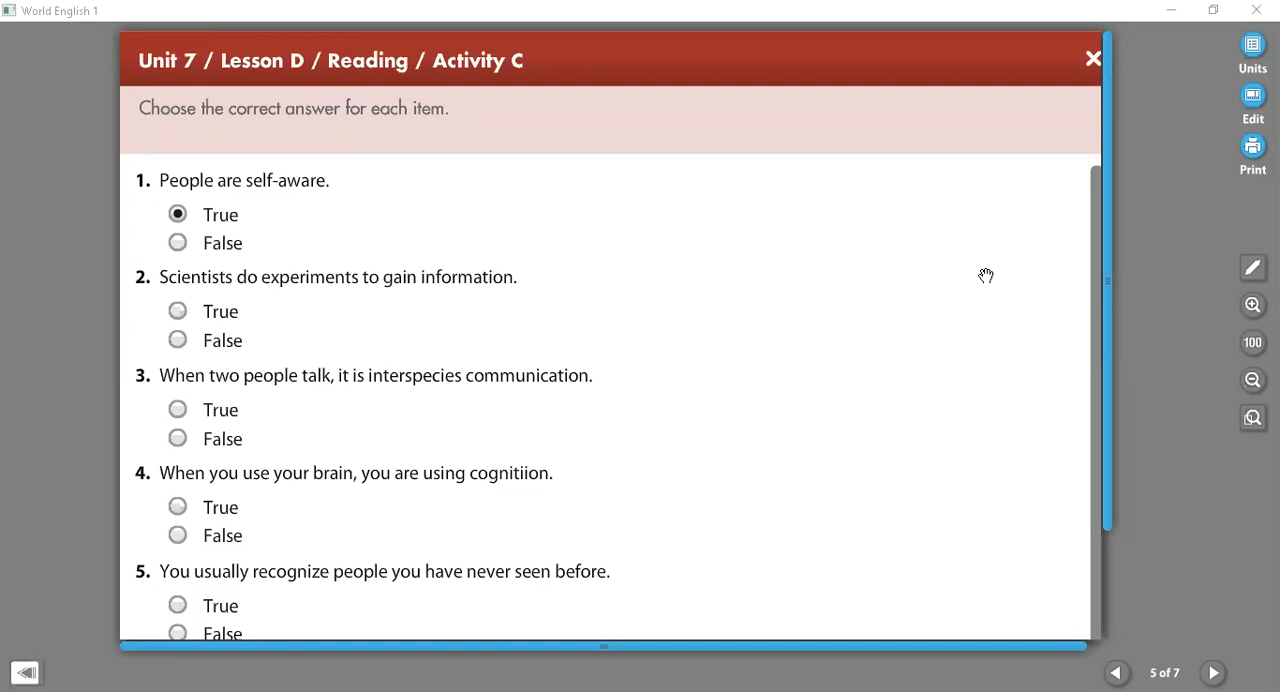 World English 1
Unit 7 / Lesson D / Reading / Activity C
Choose the correct answer for each item.
1. People are self-aware.
True
False
2. Scientists do experiments to gain information.
True
False
3. When two people talk, it is interspecies communication.
True
False
4. When you use your brain, you are using cognitiion.
True
False
5. You usually recognize people you have never seen before.
True
False
Units
Edit
Print
100
5 of 7